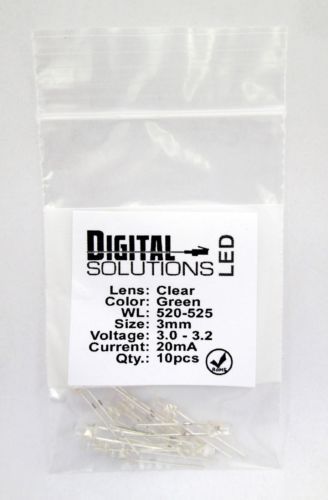 DIGITAL
SOLUTIONS
LED
Lens: Clear
Color: Green
WL: 520-525
Size: 3mm
Voltage: 3.0 - 3.2
Current: 20mA
Qty.: 10pcs
RoHS